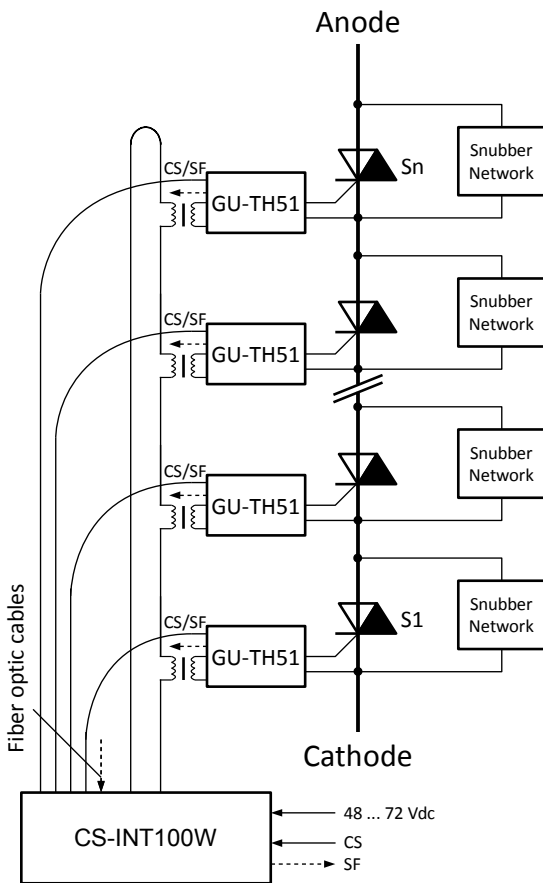 Anode
CS/SF
GU-TH51
Sn
Snubber
Network
CS/SF
GU-TH51
Snubber
Network
CS/SF
GU-TH51
Snubber
Network
CS/SF
GU-TH51
S1
Snubber
Network
Fiber optic cables
Cathode
CS-INT100W
48 ... 72 Vdc
CS
SF